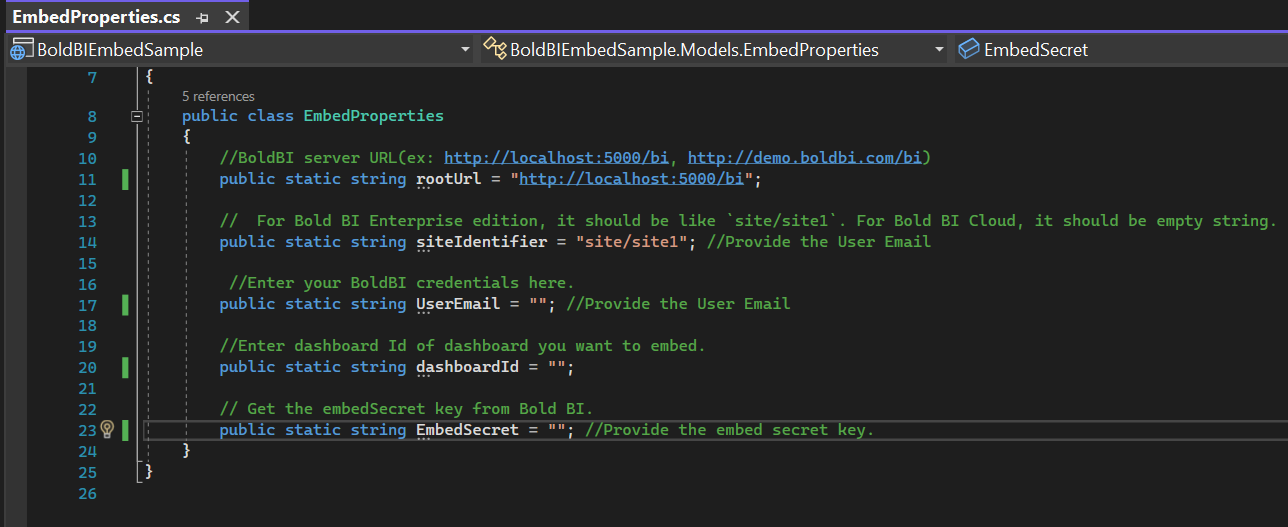 EmbedProperties.cs
BoldBIEmbedSample BoldBIEmbedSample.Models.EmbedProperties EmbedSecret
7 {
5 references
8 public class EmbedProperties
9 {
10 //BoldBI server URL(ex: http://localhost:5000/bi, http://demo.boldbi.com/bi)
11 public static string rootUrl = "http://localhost:5000/bi";
12
13 //  For Bold BI Enterprise edition, it should be like `site/site1`. For Bold BI Cloud, it should be empty string.
14 public static string siteIdentifier = "site/site1"; //Provide the User Email
15
16 //Enter your BoldBI credentials here.
17 public static string UserEmail = ""; //Provide the User Email
18
19 //Enter dashboard Id of dashboard you want to embed.
20 public static string dashboardId = "";
21
22 // Get the embedSecret key from Bold BI.
23 public static string EmbedSecret = ""; //Provide the embed secret key.
24 }
25 }
26